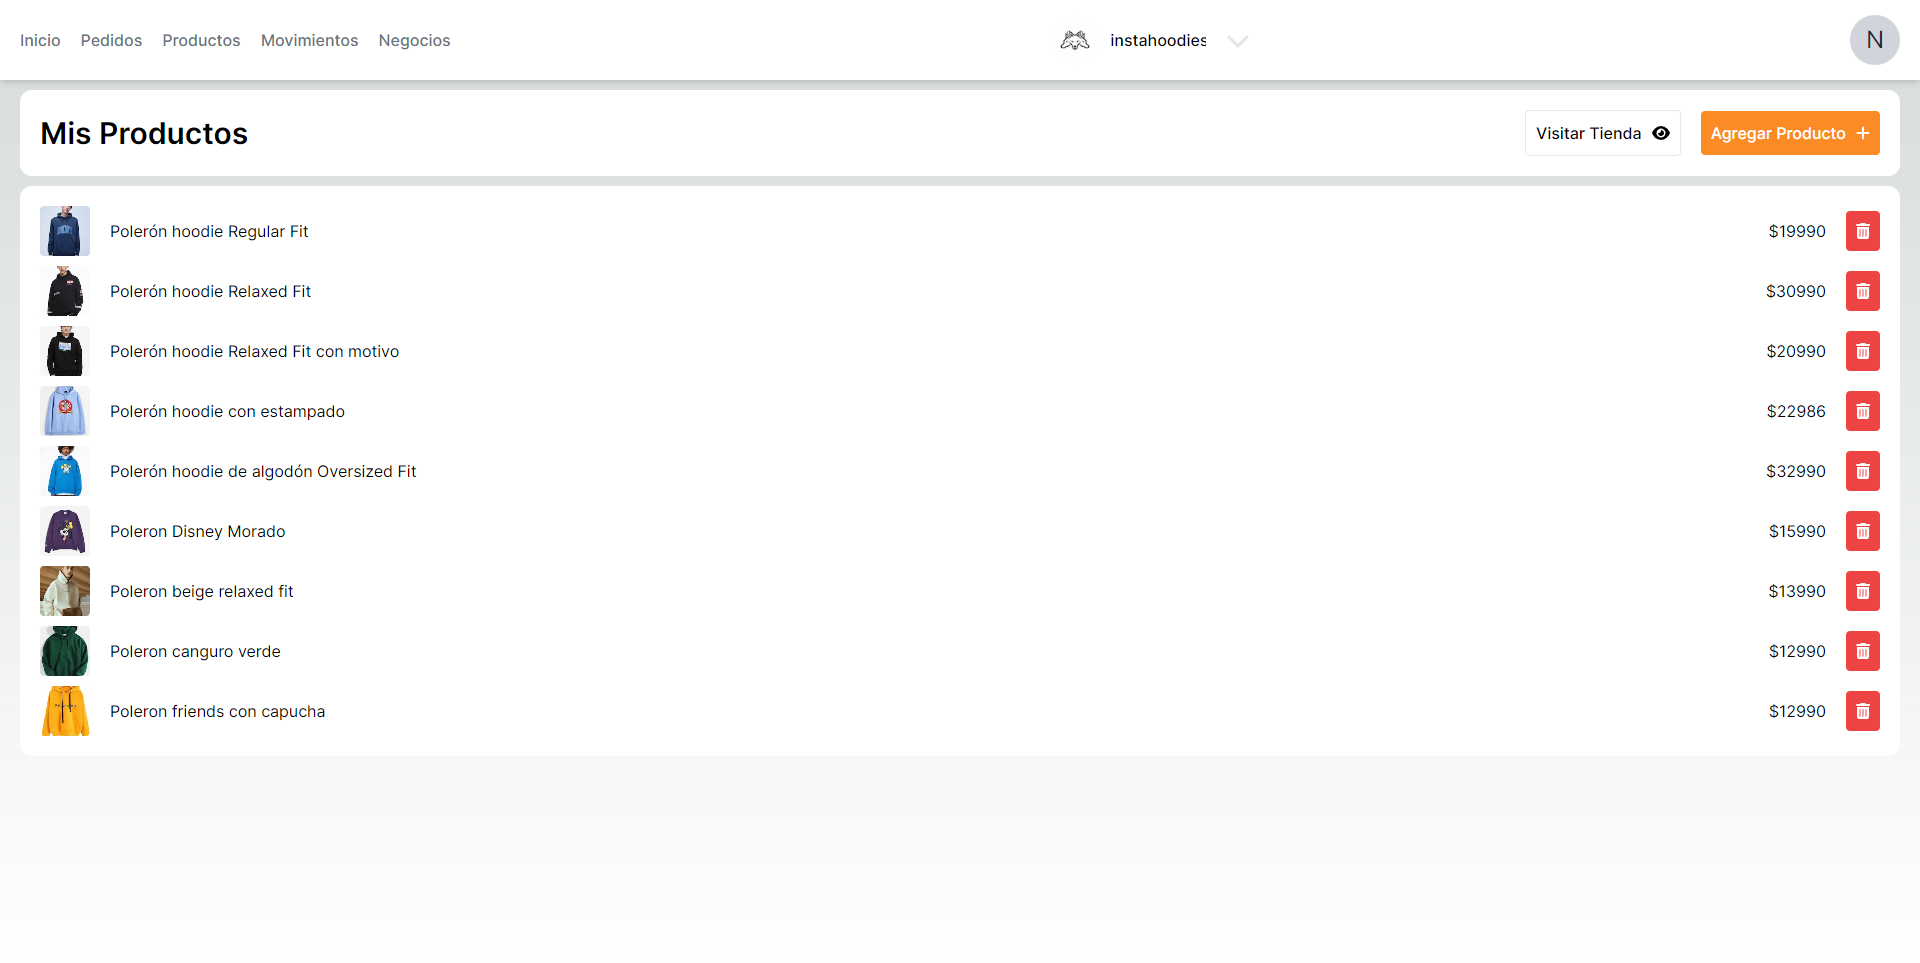 Inicio Pedidos Productos Movimientos Negocios instahoodies N
Mis Productos Visitar Tienda Agregar Producto
Polerón hoodie Regular Fit $19990
Polerón hoodie Relaxed Fit $30990
Polerón hoodie Relaxed Fit con motivo $20990
Polerón hoodie con estampado $22986
Polerón hoodie de algodón Oversized Fit $32990
Poleron Disney Morado $15990
Poleron beige relaxed fit $13990
Poleron canguro verde $12990
Poleron friends con capucha $12990